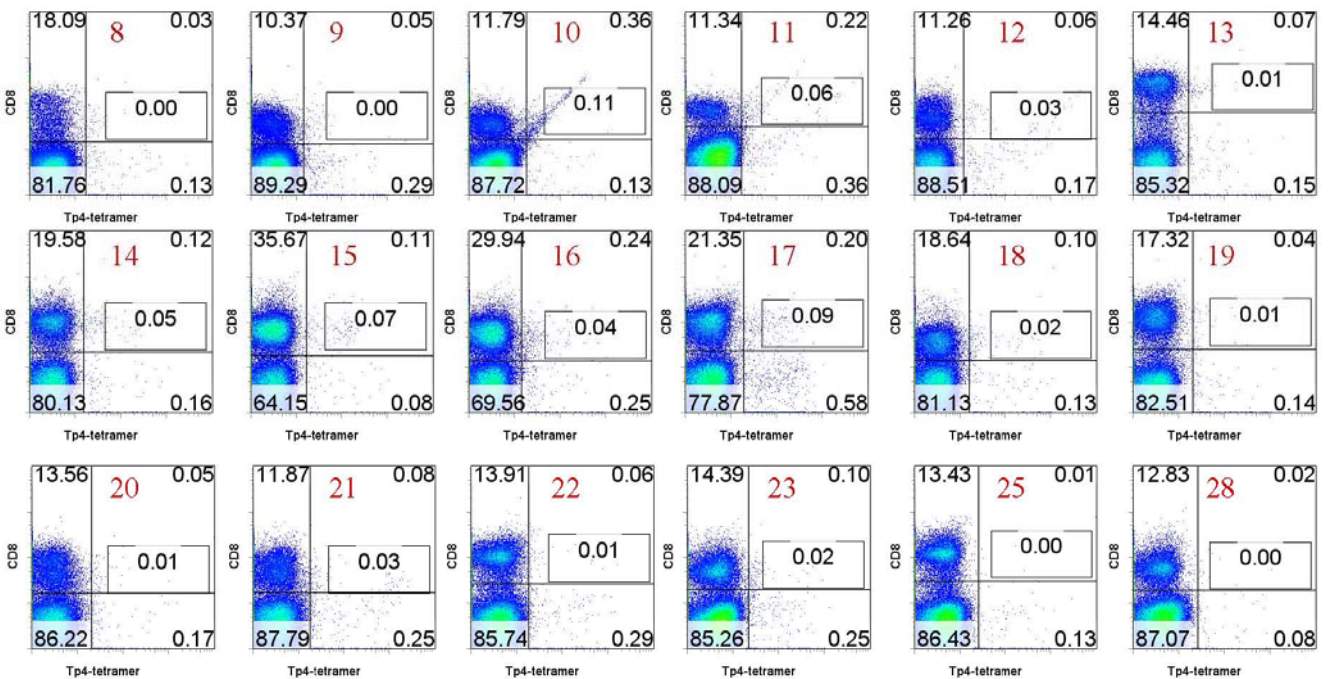 18.09 8 0.03 10.37 9 0.05 11.79 10 0.36 11.34 11 0.22 11.26 12 0.06 14.46 13 0.07
CD8 0.00 CD8 0.00 CD8 0.11 CD8 0.06 CD8 0.03 CD8 0.01
81.76 0.13 89.29 0.29 87.72 0.13 88.09 0.36 88.51 0.17 85.32 0.15
Tp4-tetramer Tp4-tetramer Tp4-tetramer Tp4-tetramer Tp4-tetramer Tp4-tetramer
19.58 14 0.12 35.67 15 0.11 29.94 16 0.24 21.35 17 0.20 18.64 18 0.10 17.32 19 0.04
CD8 0.05 CD8 0.07 CD8 0.04 CD8 0.09 CD8 0.02 CD8 0.01
80.13 0.16 64.15 0.08 69.56 0.25 77.87 0.58 81.13 0.13 82.51 0.14
Tp4-tetramer Tp4-tetramer Tp4-tetramer Tp4-tetramer Tp4-tetramer Tp4-tetramer
13.56 20 0.05 11.87 21 0.08 13.91 22 0.06 14.39 23 0.10 13.43 25 0.01 12.83 28 0.02
CD8 0.01 CD8 0.03 CD8 0.01 CD8 0.02 CD8 0.00 CD8 0.00
86.22 0.17 87.79 0.25 85.74 0.29 85.26 0.25 86.43 0.13 87.07 0.08
Tp4-tetramer Tp4-tetramer Tp4-tetramer Tp4-tetramer Tp4-tetramer Tp4-tetramer